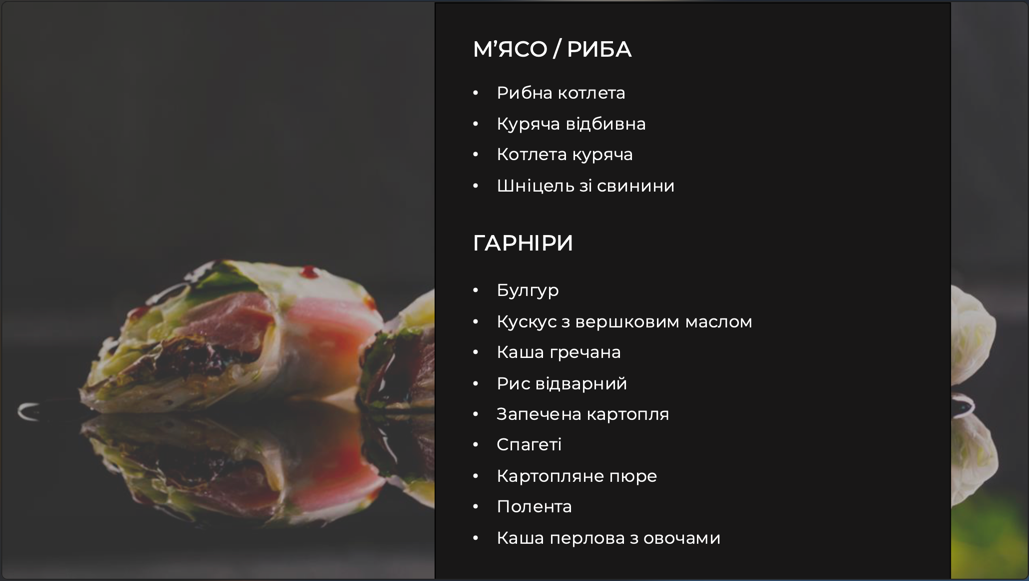 М’ЯСО / РИБА
• Рибна котлета
• Куряча відбивна
• Котлета куряча
• Шніцель зі свинини
ГАРНІРИ
• Булгур
• Кускус з вершковим маслом
• Каша гречана
• Рис відварний
• Запечена картопля
• Спагеті
• Картопляне пюре
• Полента
• Каша перлова з овочами